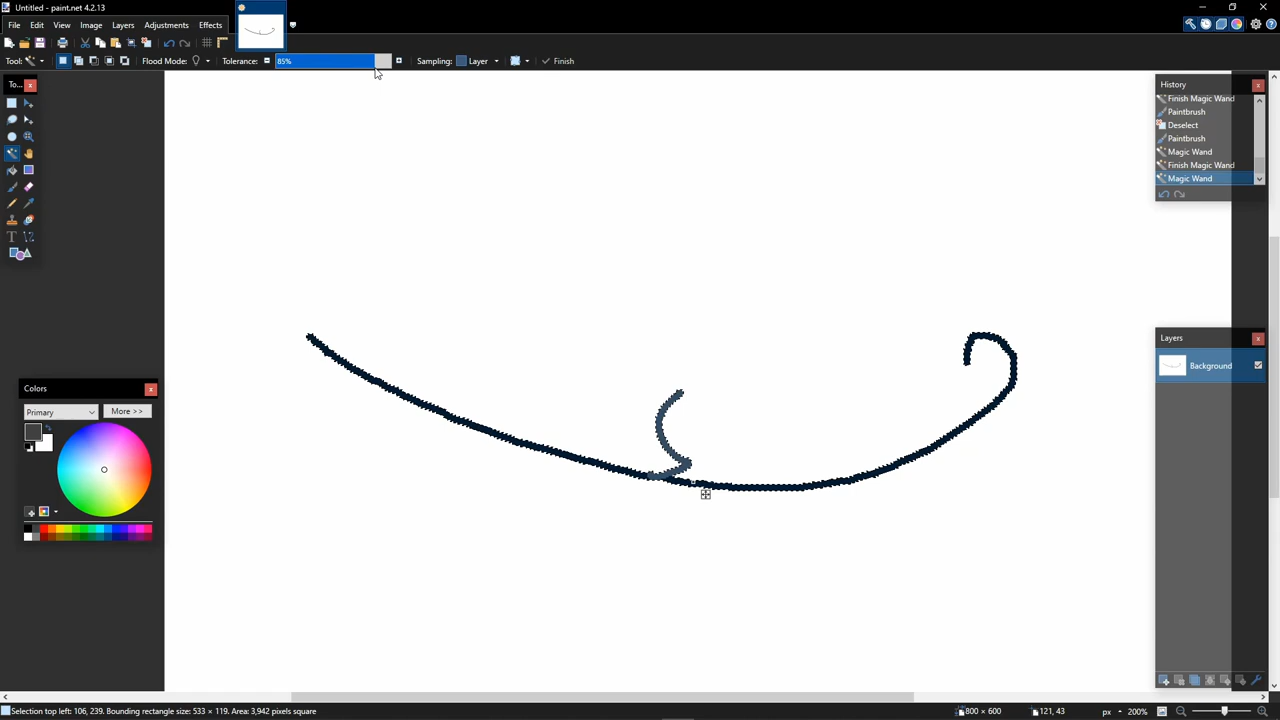 Untitled - paint.net 4.2.13
File Edit View Image Layers Adjustments Effects
Tool: Flood Mode: Tolerance: 85% Sampling: Layer Finish
To...
History
Finish Magic Wand
Paintbrush
Deselect
Paintbrush
Magic Wand
Finish Magic Wand
Magic Wand
Layers
Background
Colors
Primary More >>
Selection top left: 106, 239. Bounding rectangle size: 533 × 119. Area: 3,942 pixels square 800 × 600 121, 43 px 200%